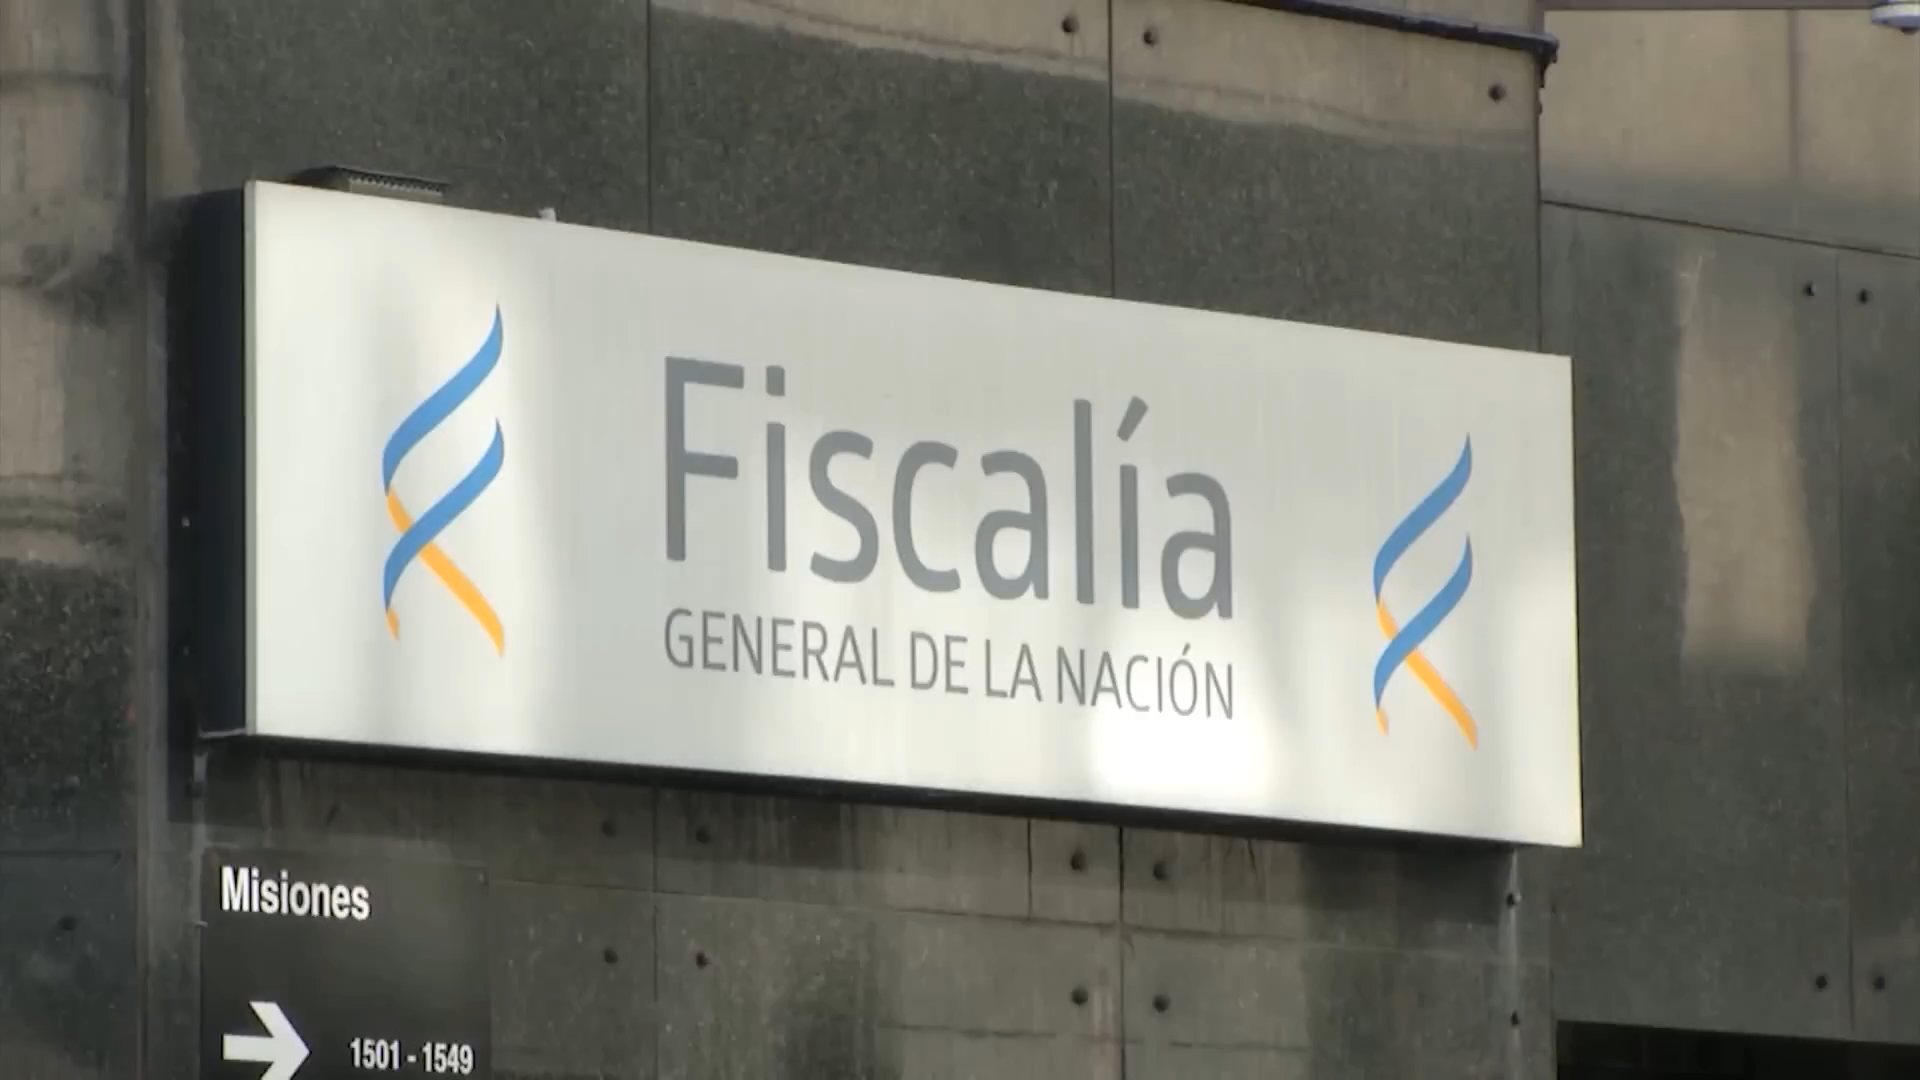 Fiscalía
GENERAL DE LA NACIÓN
Misiones
1501 - 1549